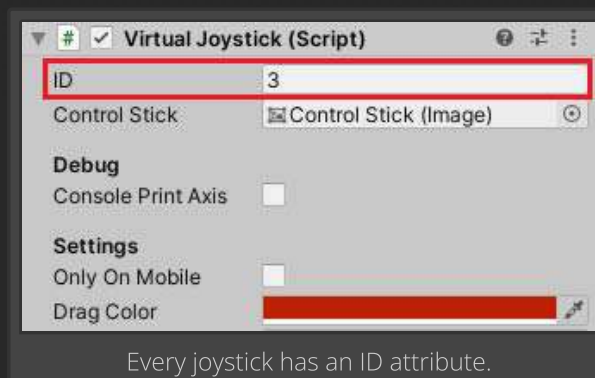 Virtual Joystick (Script)
ID 3
Control Stick Control Stick (Image)
Debug
Console Print Axis
Settings
Only On Mobile
Drag Color
Every joystick has an ID attribute.